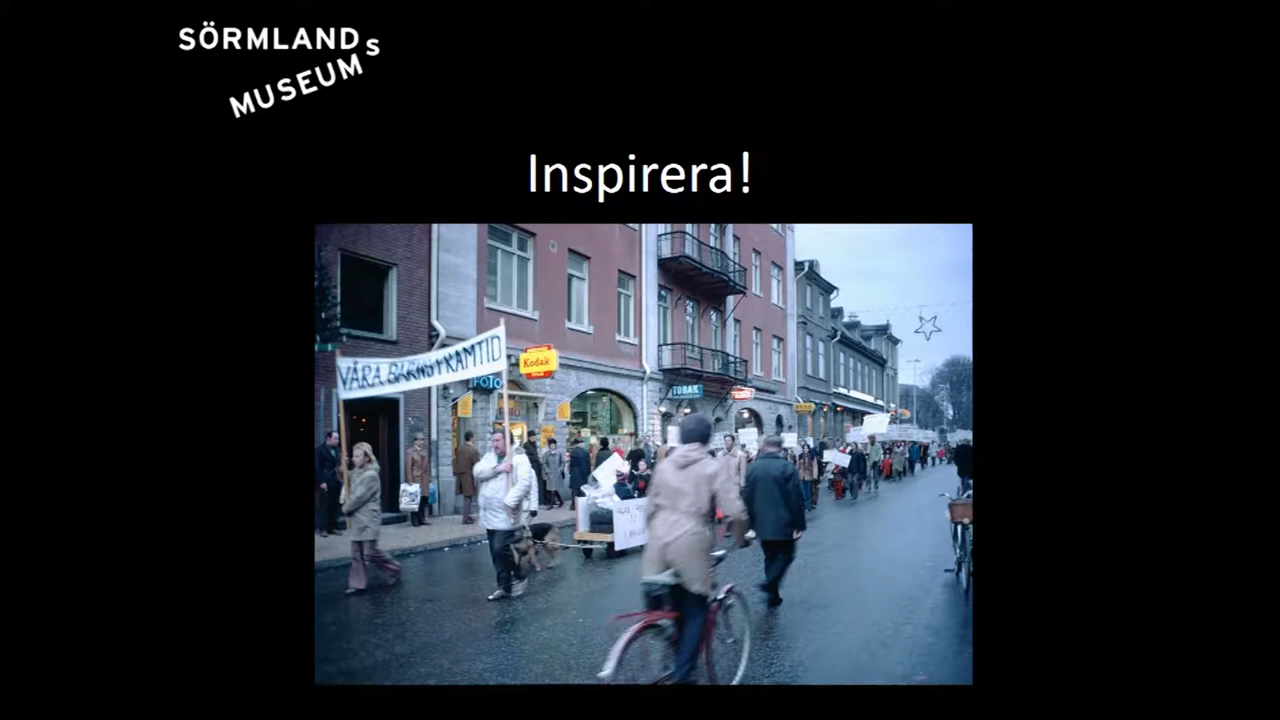 SÖRMLANDs
MUSEUM
Inspirera!
VÅRA BARNS FRAMTID
Kodak
FOTO
TOBAK